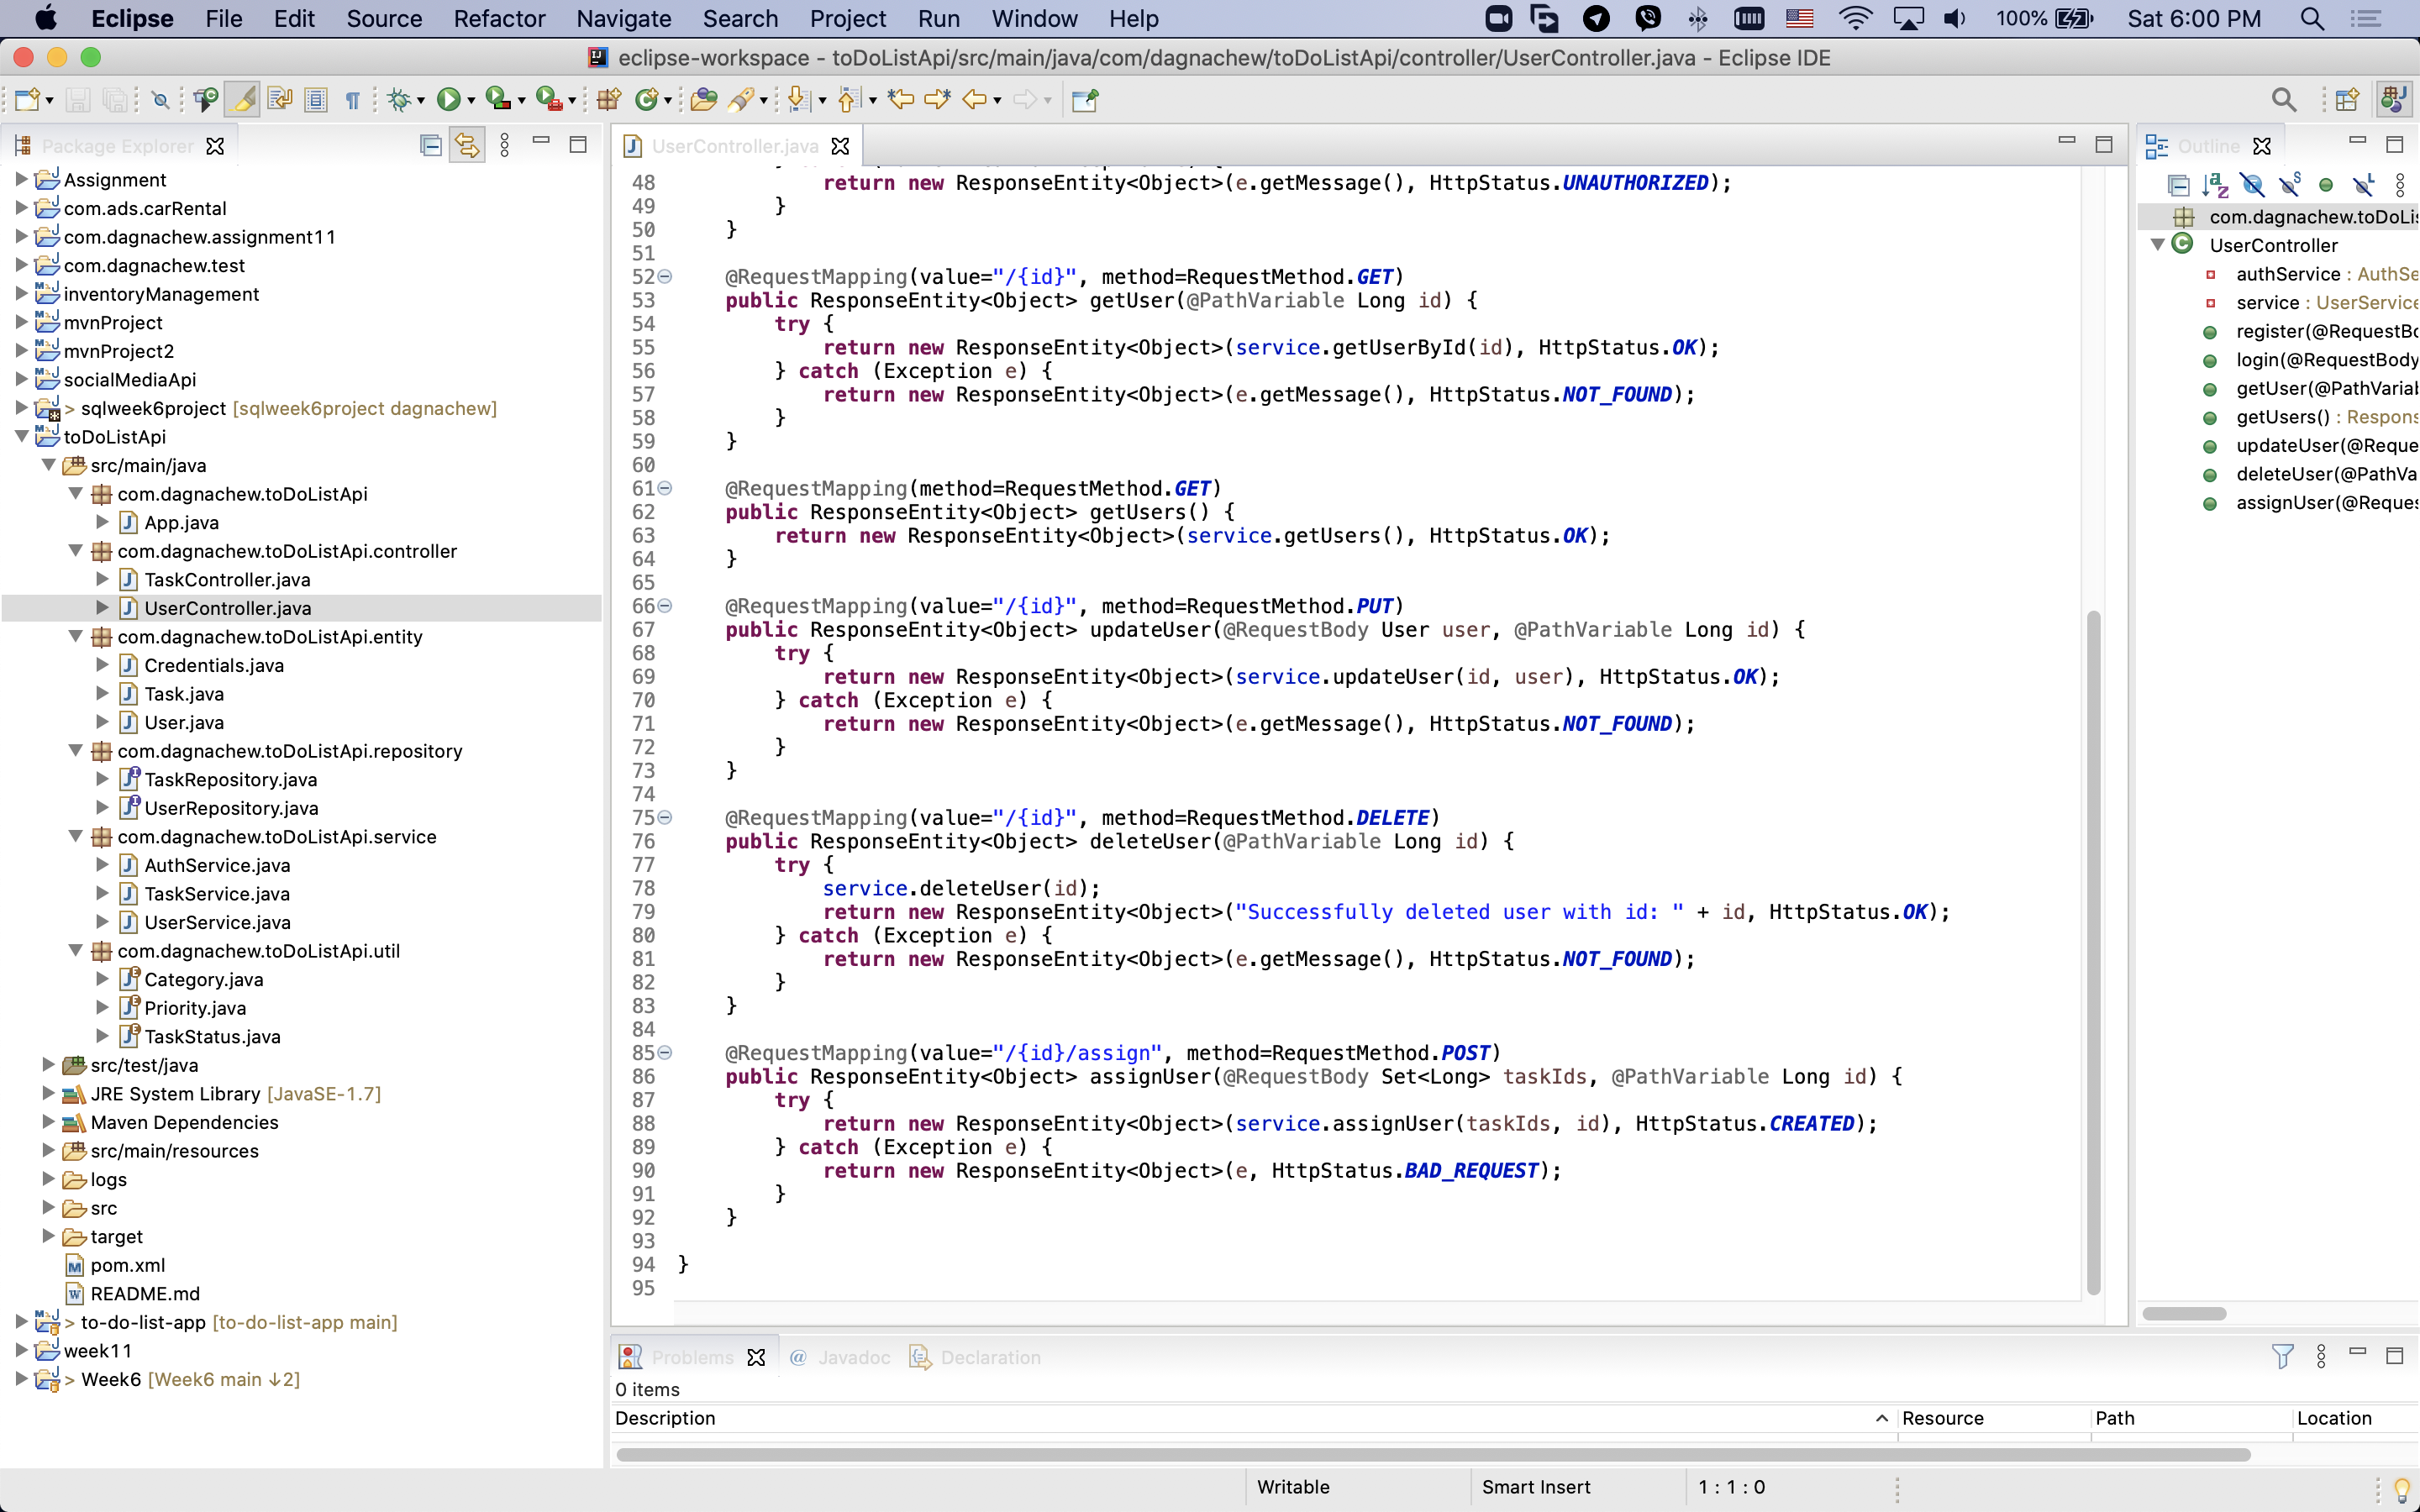 Eclipse File Edit Source Refactor Navigate Search Project Run Window Help 100% Sat 6:00 PM
eclipse-workspace - toDoListApi/src/main/java/com/dagnachew/toDoListApi/controller/UserController.java - Eclipse IDE
Package Explorer
Assignment
com.ads.carRental
com.dagnachew.assignment11
com.dagnachew.test
inventoryManagement
mvnProject
mvnProject2
socialMediaApi
> sqlweek6project [sqlweek6project dagnachew]
toDoListApi
src/main/java
com.dagnachew.toDoListApi
App.java
com.dagnachew.toDoListApi.controller
TaskController.java
UserController.java
com.dagnachew.toDoListApi.entity
Credentials.java
Task.java
User.java
com.dagnachew.toDoListApi.repository
TaskRepository.java
UserRepository.java
com.dagnachew.toDoListApi.service
AuthService.java
TaskService.java
UserService.java
com.dagnachew.toDoListApi.util
Category.java
Priority.java
TaskStatus.java
src/test/java
JRE System Library [JavaSE-1.7]
Maven Dependencies
src/main/resources
logs
src
target
pom.xml
README.md
> to-do-list-app [to-do-list-app main]
week11
> Week6 [Week6 main ↓2]
UserController.java
48 return new ResponseEntity<Object>(e.getMessage(), HttpStatus.UNAUTHORIZED);
49 }
50 }
51
52 @RequestMapping(value="/{id}", method=RequestMethod.GET)
53 public ResponseEntity<Object> getUser(@PathVariable Long id) {
54 try {
55 return new ResponseEntity<Object>(service.getUserById(id), HttpStatus.OK);
56 } catch (Exception e) {
57 return new ResponseEntity<Object>(e.getMessage(), HttpStatus.NOT_FOUND);
58 }
59 }
60
61 @RequestMapping(method=RequestMethod.GET)
62 public ResponseEntity<Object> getUsers() {
63 return new ResponseEntity<Object>(service.getUsers(), HttpStatus.OK);
64 }
65
66 @RequestMapping(value="/{id}", method=RequestMethod.PUT)
67 public ResponseEntity<Object> updateUser(@RequestBody User user, @PathVariable Long id) {
68 try {
69 return new ResponseEntity<Object>(service.updateUser(id, user), HttpStatus.OK);
70 } catch (Exception e) {
71 return new ResponseEntity<Object>(e.getMessage(), HttpStatus.NOT_FOUND);
72 }
73 }
74
75 @RequestMapping(value="/{id}", method=RequestMethod.DELETE)
76 public ResponseEntity<Object> deleteUser(@PathVariable Long id) {
77 try {
78 service.deleteUser(id);
79 return new ResponseEntity<Object>("Successfully deleted user with id: " + id, HttpStatus.OK);
80 } catch (Exception e) {
81 return new ResponseEntity<Object>(e.getMessage(), HttpStatus.NOT_FOUND);
82 }
83 }
84
85 @RequestMapping(value="/{id}/assign", method=RequestMethod.POST)
86 public ResponseEntity<Object> assignUser(@RequestBody Set<Long> taskIds, @PathVariable Long id) {
87 try {
88 return new ResponseEntity<Object>(service.assignUser(taskIds, id), HttpStatus.CREATED);
89 } catch (Exception e) {
90 return new ResponseEntity<Object>(e, HttpStatus.BAD_REQUEST);
91 }
92 }
93
94 }
95
Outline
com.dagnachew.toDoLis
UserController
authService : AuthSe
service : UserService
register(@RequestBo
login(@RequestBody
getUser(@PathVariab
getUsers() : Respons
updateUser(@Reque
deleteUser(@PathVa
assignUser(@Reques
Problems Javadoc Declaration
0 items
Description Resource Path Location
Writable Smart Insert 1 : 1 : 0